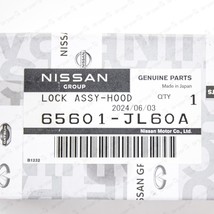 NISSAN
GROUP
GENUINE PARTS
Made in Japan
LOCK ASSY-HOOD
QTY
1
2024/06/03
65601-JL60A
Nissan Motor Co., Ltd.
B1232